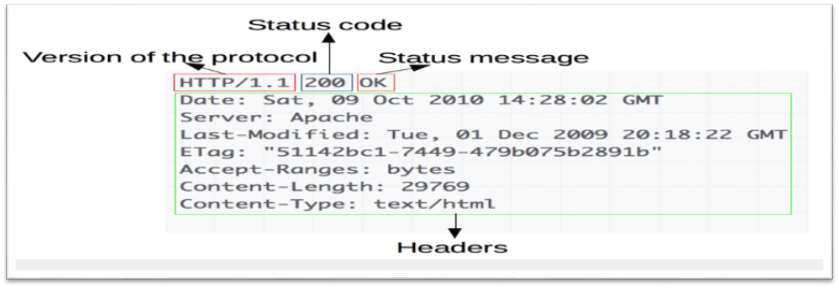 Status code
Version of the protocol Status message
HTTP/1.1 200 OK
Date: Sat, 09 Oct 2010 14:28:02 GMT
Server: Apache
Last-Modified: Tue, 01 Dec 2009 20:18:22 GMT
ETag: "51142bc1-7449-479b075b2891b"
Accept-Ranges: bytes
Content-Length: 29769
Content-Type: text/html
Headers